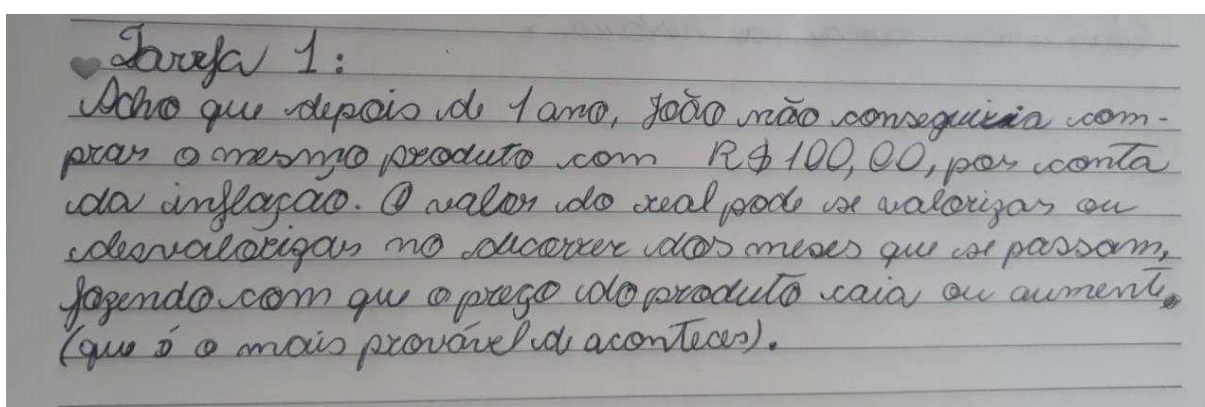 Tarefa 1:
Acho que depois de 1 ano, João não conseguiria com-
prar o mesmo produto com R$ 100,00, por conta
da inflação. O valor do real pode se valorizar ou
desvalorizar no decorrer dos meses que se passam,
fazendo com que o preço do produto caia ou aumente
(que é o mais provável de acontecer).